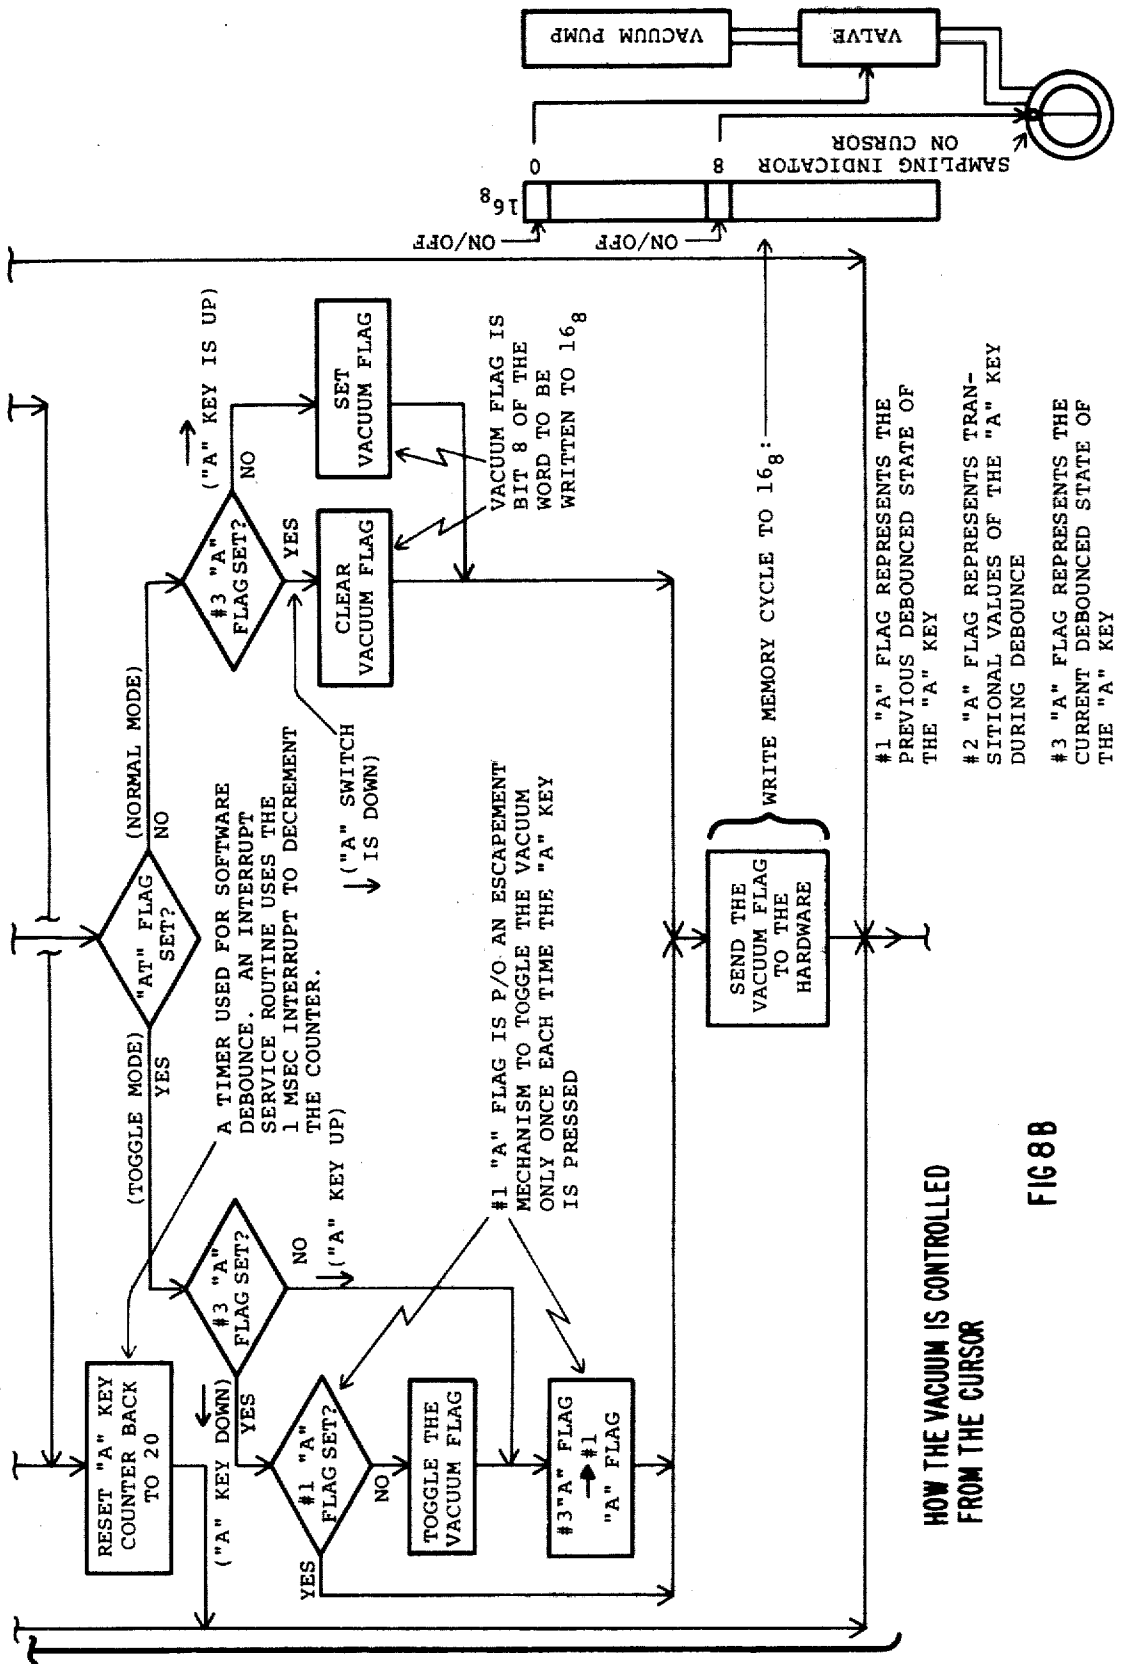 RESET "A" KEY
COUNTER BACK
TO 20
("A" KEY DOWN)
YES
#1 "A"
FLAG SET?
YES
NO
TOGGLE THE
VACUUM FLAG
#3"A" FLAG
→ #1
"A" FLAG
#3 "A"
FLAG SET?
NO
("A" KEY UP)
(TOGGLE MODE)
YES
"AT" FLAG
SET?
(NORMAL MODE)
NO
A TIMER USED FOR SOFTWARE
DEBOUNCE. AN INTERRUPT
SERVICE ROUTINE USES THE
1 MSEC INTERRUPT TO DECREMENT
THE COUNTER.
#1 "A" FLAG IS P/O AN ESCAPEMENT
MECHANISM TO TOGGLE THE VACUUM
ONLY ONCE EACH TIME THE "A" KEY
IS PRESSED
#3 "A"
FLAG SET?
("A" KEY IS UP)
NO
YES
("A" SWITCH
IS DOWN)
CLEAR
VACUUM FLAG
SET
VACUUM FLAG
VACUUM FLAG IS
BIT 8 OF THE
WORD TO BE
WRITTEN TO 16₈
SEND THE
VACUUM FLAG
TO THE
HARDWARE
WRITE MEMORY CYCLE TO 16₈:
ON/OFF
ON/OFF
16₈
0
8
SAMPLING INDICATOR
ON CURSOR
VACUUM PUMP
VALVE
#1 "A" FLAG REPRESENTS THE
PREVIOUS DEBOUNCED STATE OF
THE "A" KEY
#2 "A" FLAG REPRESENTS TRAN-
SITIONAL VALUES OF THE "A" KEY
DURING DEBOUNCE
#3 "A" FLAG REPRESENTS THE
CURRENT DEBOUNCED STATE OF
THE "A" KEY
HOW THE VACUUM IS CONTROLLED
FROM THE CURSOR
FIG 8B